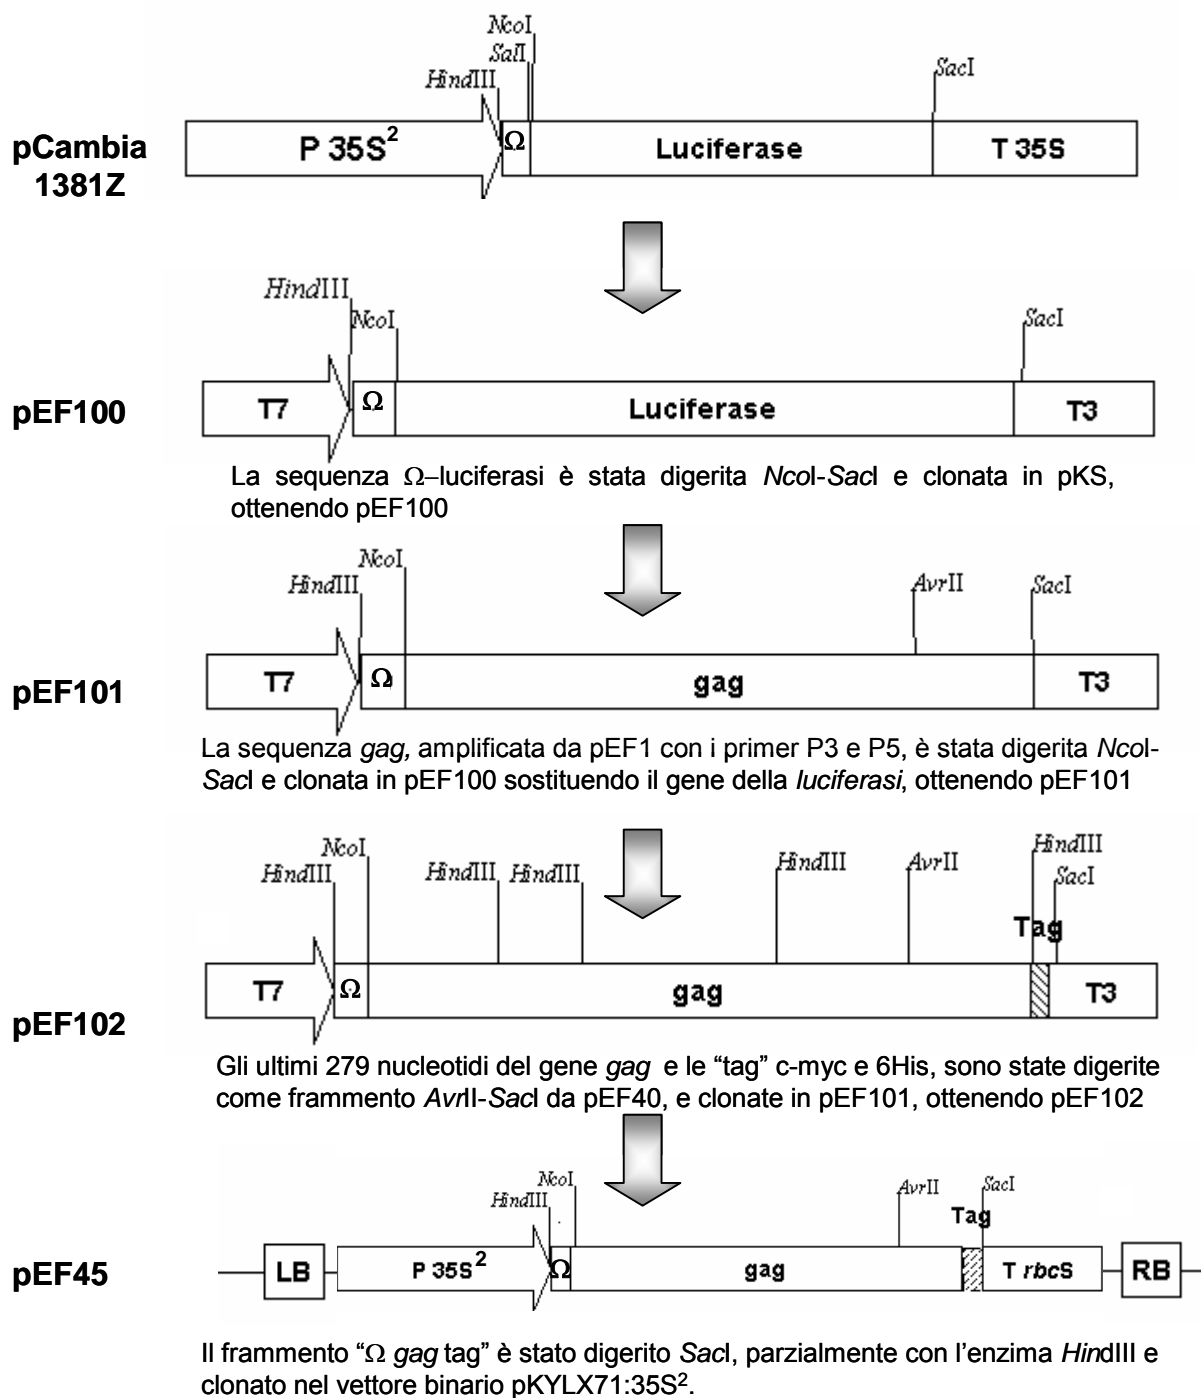 NcoI
SalI
HindIII
SacI
pCambia
1381Z
P 35S²
Ω
Luciferase
T 35S
HindIII
NcoI
SacI
pEF100
T7
Ω
Luciferase
T3
La sequenza Ω–luciferasi è stata digerita NcoI-SacI e clonata in pKS,
ottenendo pEF100
NcoI
HindIII
AvrII
SacI
pEF101
T7
Ω
gag
T3
La sequenza gag, amplificata da pEF1 con i primer P3 e P5, è stata digerita NcoI-
SacI e clonata in pEF100 sostituendo il gene della luciferasi, ottenendo pEF101
NcoI
HindIII
HindIII
HindIII
HindIII
AvrII
HindIII
SacI
Tag
pEF102
T7
Ω
gag
T3
Gli ultimi 279 nucleotidi del gene gag e le “tag” c-myc e 6His, sono state digerite
come frammento AvrII-SacI da pEF40, e clonate in pEF101, ottenendo pEF102
NcoI
HindIII
AvrII
SacI
Tag
pEF45
LB
P 35S²
Ω
gag
T rbcS
RB
Il frammento “Ω gag tag” è stato digerito SacI, parzialmente con l’enzima HindIII e
clonato nel vettore binario pKYLX71:35S².